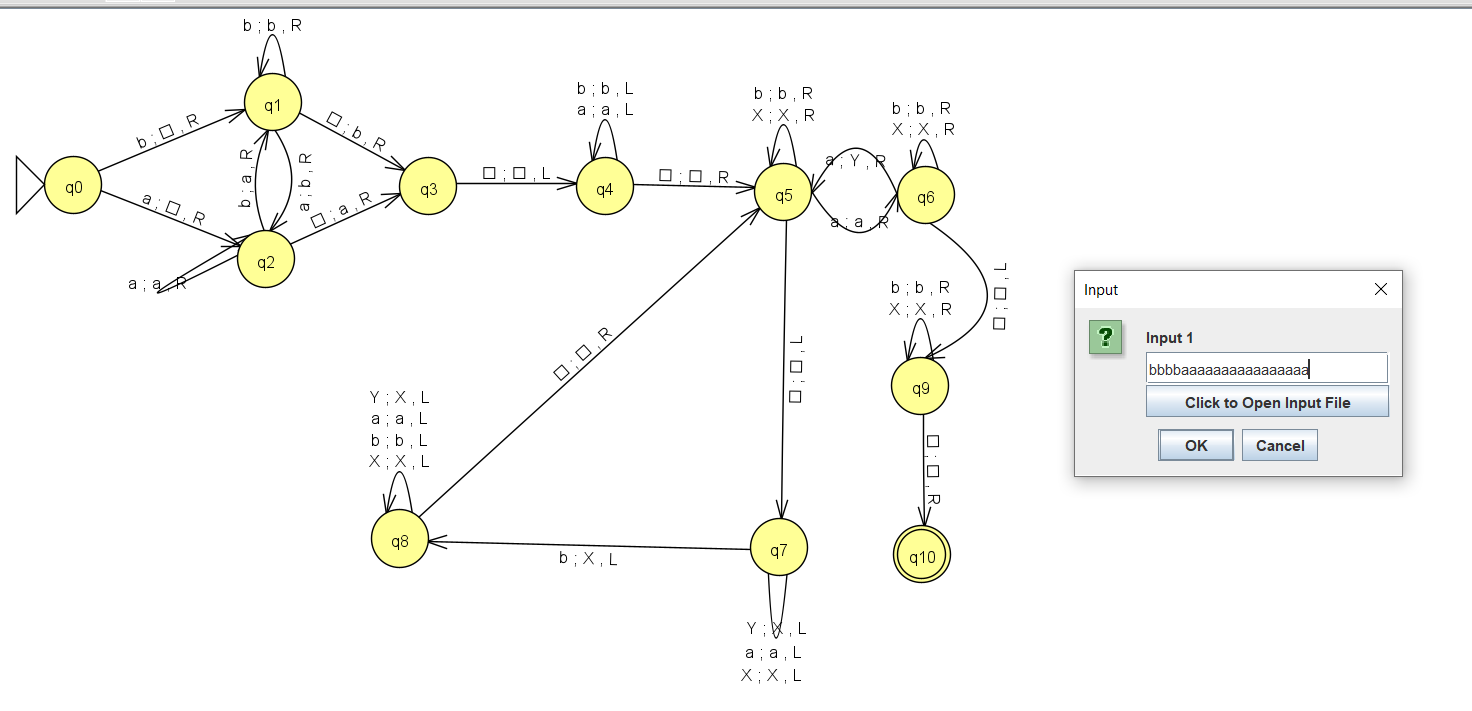 b ; b , R
q1
b ; □ , R
□ ; b , R
q0
b ; a , R
a ; b , R
a ; □ , R
□ ; a , R
q2
a ; a , R
q3
□ ; □ , L
b ; b , L
a ; a , L
q4
□ ; □ , R
b ; b , R
X ; X , R
q5
a ; Y , R
a ; a , R
b ; b , R
X ; X , R
q6
□ ; □ , L
b ; b , R
X ; X , R
q9
□ ; □ , R
q10
□ ; □ , R
□ ; □ , L
Y ; X , L
a ; a , L
b ; b , L
X ; X , L
q8
b ; X , L
q7
Y ; X , L
a ; a , L
X ; X , L
Input
?
Input 1
bbbbaaaaaaaaaaaaaaaa
Click to Open Input File
OK
Cancel